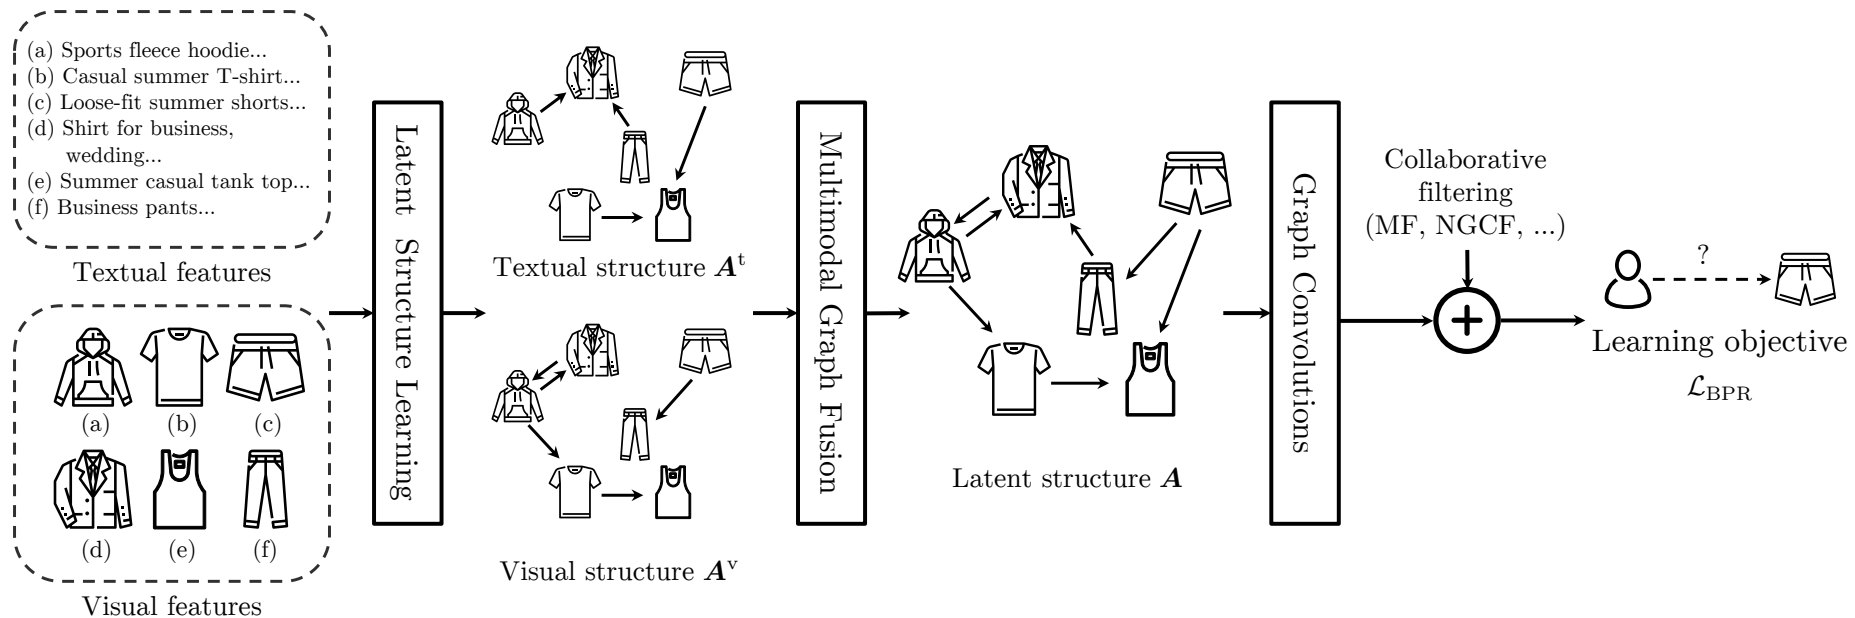 (a) Sports fleece hoodie...
(b) Casual summer T-shirt...
(c) Loose-fit summer shorts...
(d) Shirt for business,
wedding...
(e) Summer casual tank top...
(f) Business pants...
Textual features
(a) (b) (c)
(d) (e) (f)
Visual features
Latent Structure Learning
Textual structure Aᵗ
Visual structure Aᵛ
Multimodal Graph Fusion
Latent structure A
Graph Convolutions
Collaborative
filtering
(MF, NGCF, ...)
+
?
Learning objective
ℒ_BPR